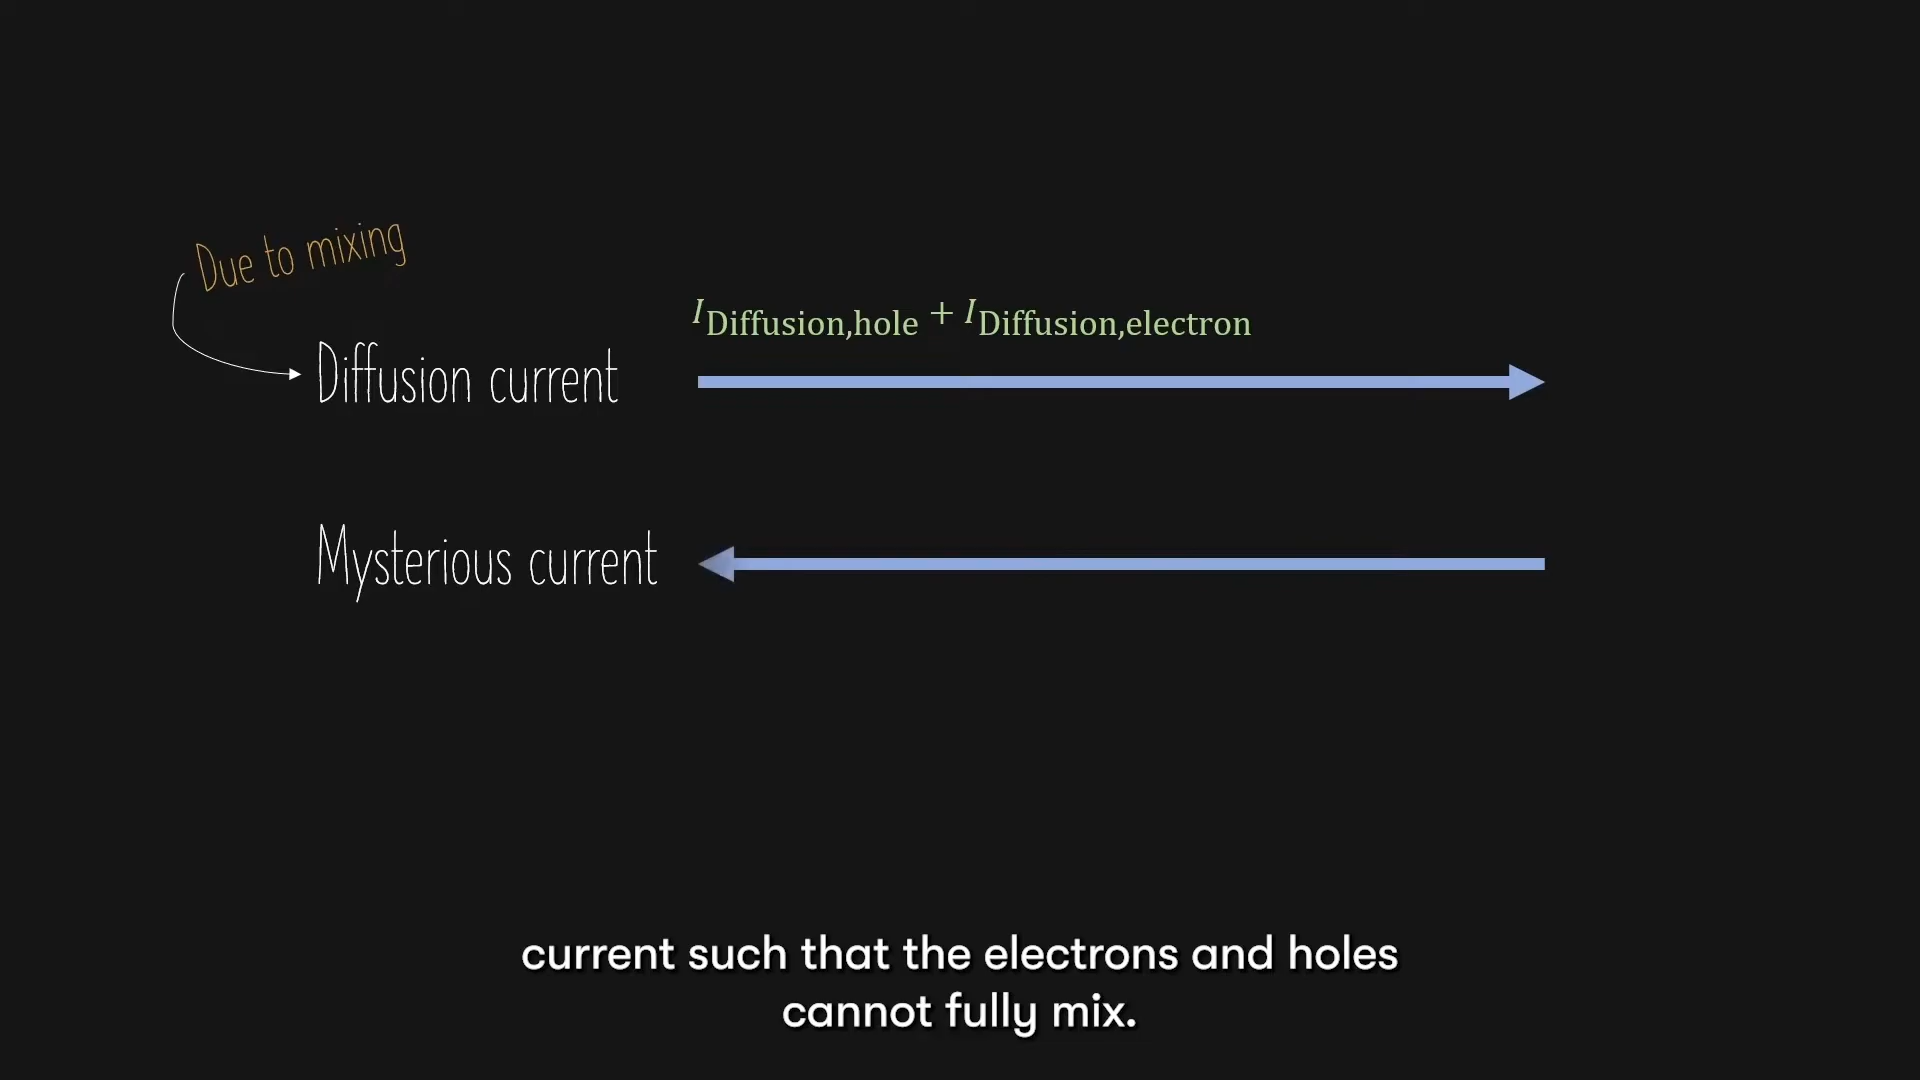 Due to mixing
I_Diffusion,hole + I_Diffusion,electron
Diffusion current
Mysterious current
current such that the electrons and holes
cannot fully mix.